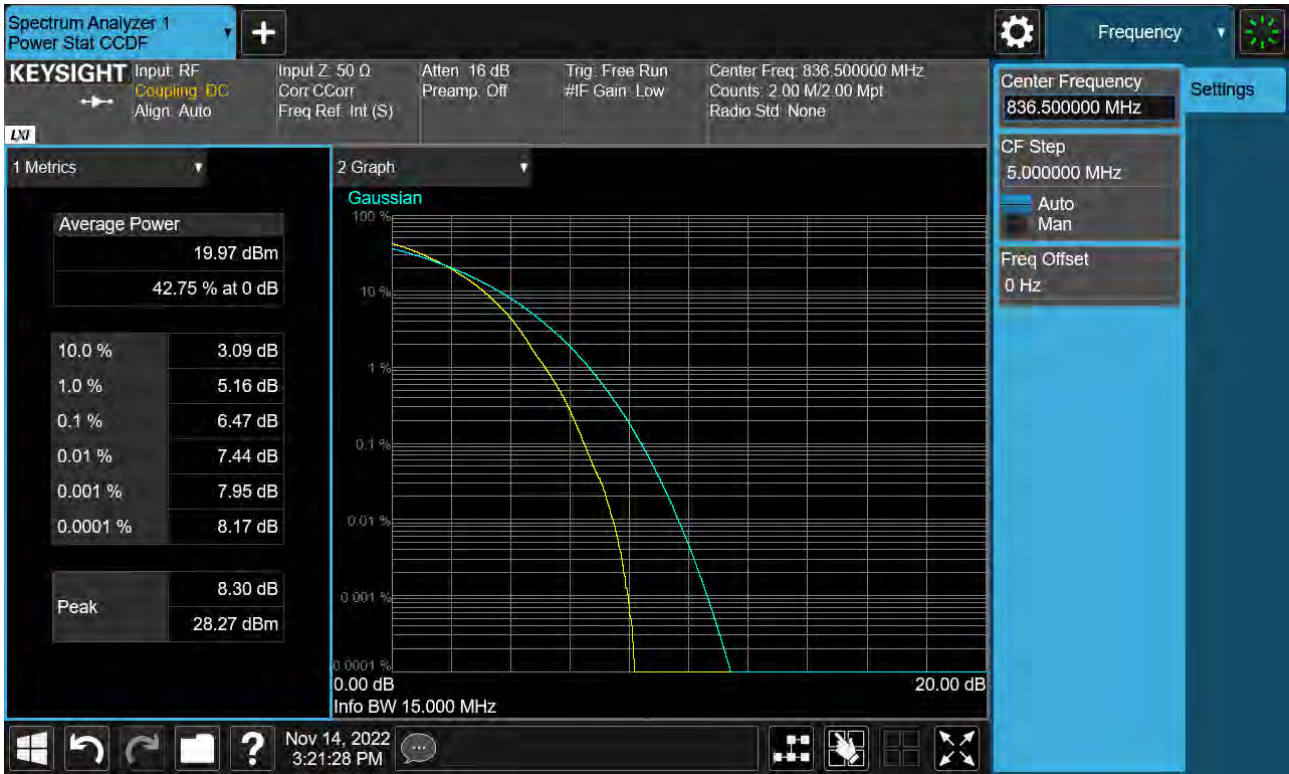 Spectrum Analyzer 1
Power Stat CCDF
+
Frequency
KEYSIGHT
LXI
Input: RF
Coupling: DC
Align: Auto
Input Z: 50 Ω
Corr CCorr
Freq Ref: Int (S)
Atten: 16 dB
Preamp: Off
Trig: Free Run
#IF Gain: Low
Center Freq: 836.500000 MHz
Counts: 2.00 M/2.00 Mpt
Radio Std: None
1 Metrics
Average Power
19.97 dBm
42.75 % at 0 dB
10.0 % 3.09 dB
1.0 % 5.16 dB
0.1 % 6.47 dB
0.01 % 7.44 dB
0.001 % 7.95 dB
0.0001 % 8.17 dB
Peak
8.30 dB
28.27 dBm
2 Graph
Gaussian
100 %
10 %
1 %
0.1 %
0.01 %
0.001 %
0.0001 %
0.00 dB 20.00 dB
Info BW 15.000 MHz
Center Frequency
836.500000 MHz
CF Step
5.000000 MHz
Auto
Man
Freq Offset
0 Hz
Settings
?
Nov 14, 2022
3:21:28 PM